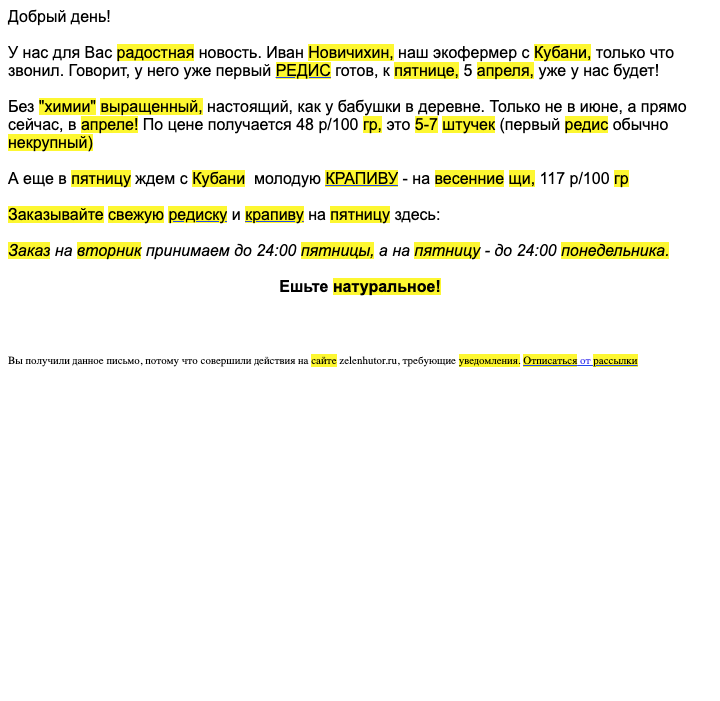 Добрый день!
У нас для Вас радостная новость. Иван Новичихин, наш экофермер с Кубани, только что
звонил. Говорит, у него уже первый РЕДИС готов, к пятнице, 5 апреля, уже у нас будет!
Без "химии" выращенный, настоящий, как у бабушки в деревне. Только не в июне, а прямо
сейчас, в апреле! По цене получается 48 р/100 гр, это 5-7 штучек (первый редис обычно
некрупный)
А еще в пятницу ждем с Кубани  молодую КРАПИВУ - на весенние щи, 117 р/100 гр
Заказывайте свежую редиску и крапиву на пятницу здесь:
Заказ на вторник принимаем до 24:00 пятницы, а на пятницу - до 24:00 понедельника.
Ешьте натуральное!
Вы получили данное письмо, потому что совершили действия на сайте zelenhutor.ru, требующие уведомления. Отписаться от рассылки